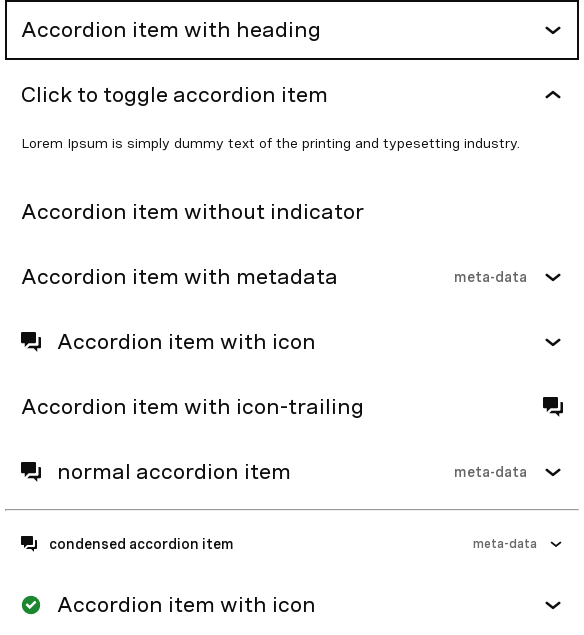 Accordion item with heading
Click to toggle accordion item
Lorem Ipsum is simply dummy text of the printing and typesetting industry.
Accordion item without indicator
Accordion item with metadata meta-data
Accordion item with icon
Accordion item with icon-trailing
normal accordion item meta-data
condensed accordion item meta-data
Accordion item with icon